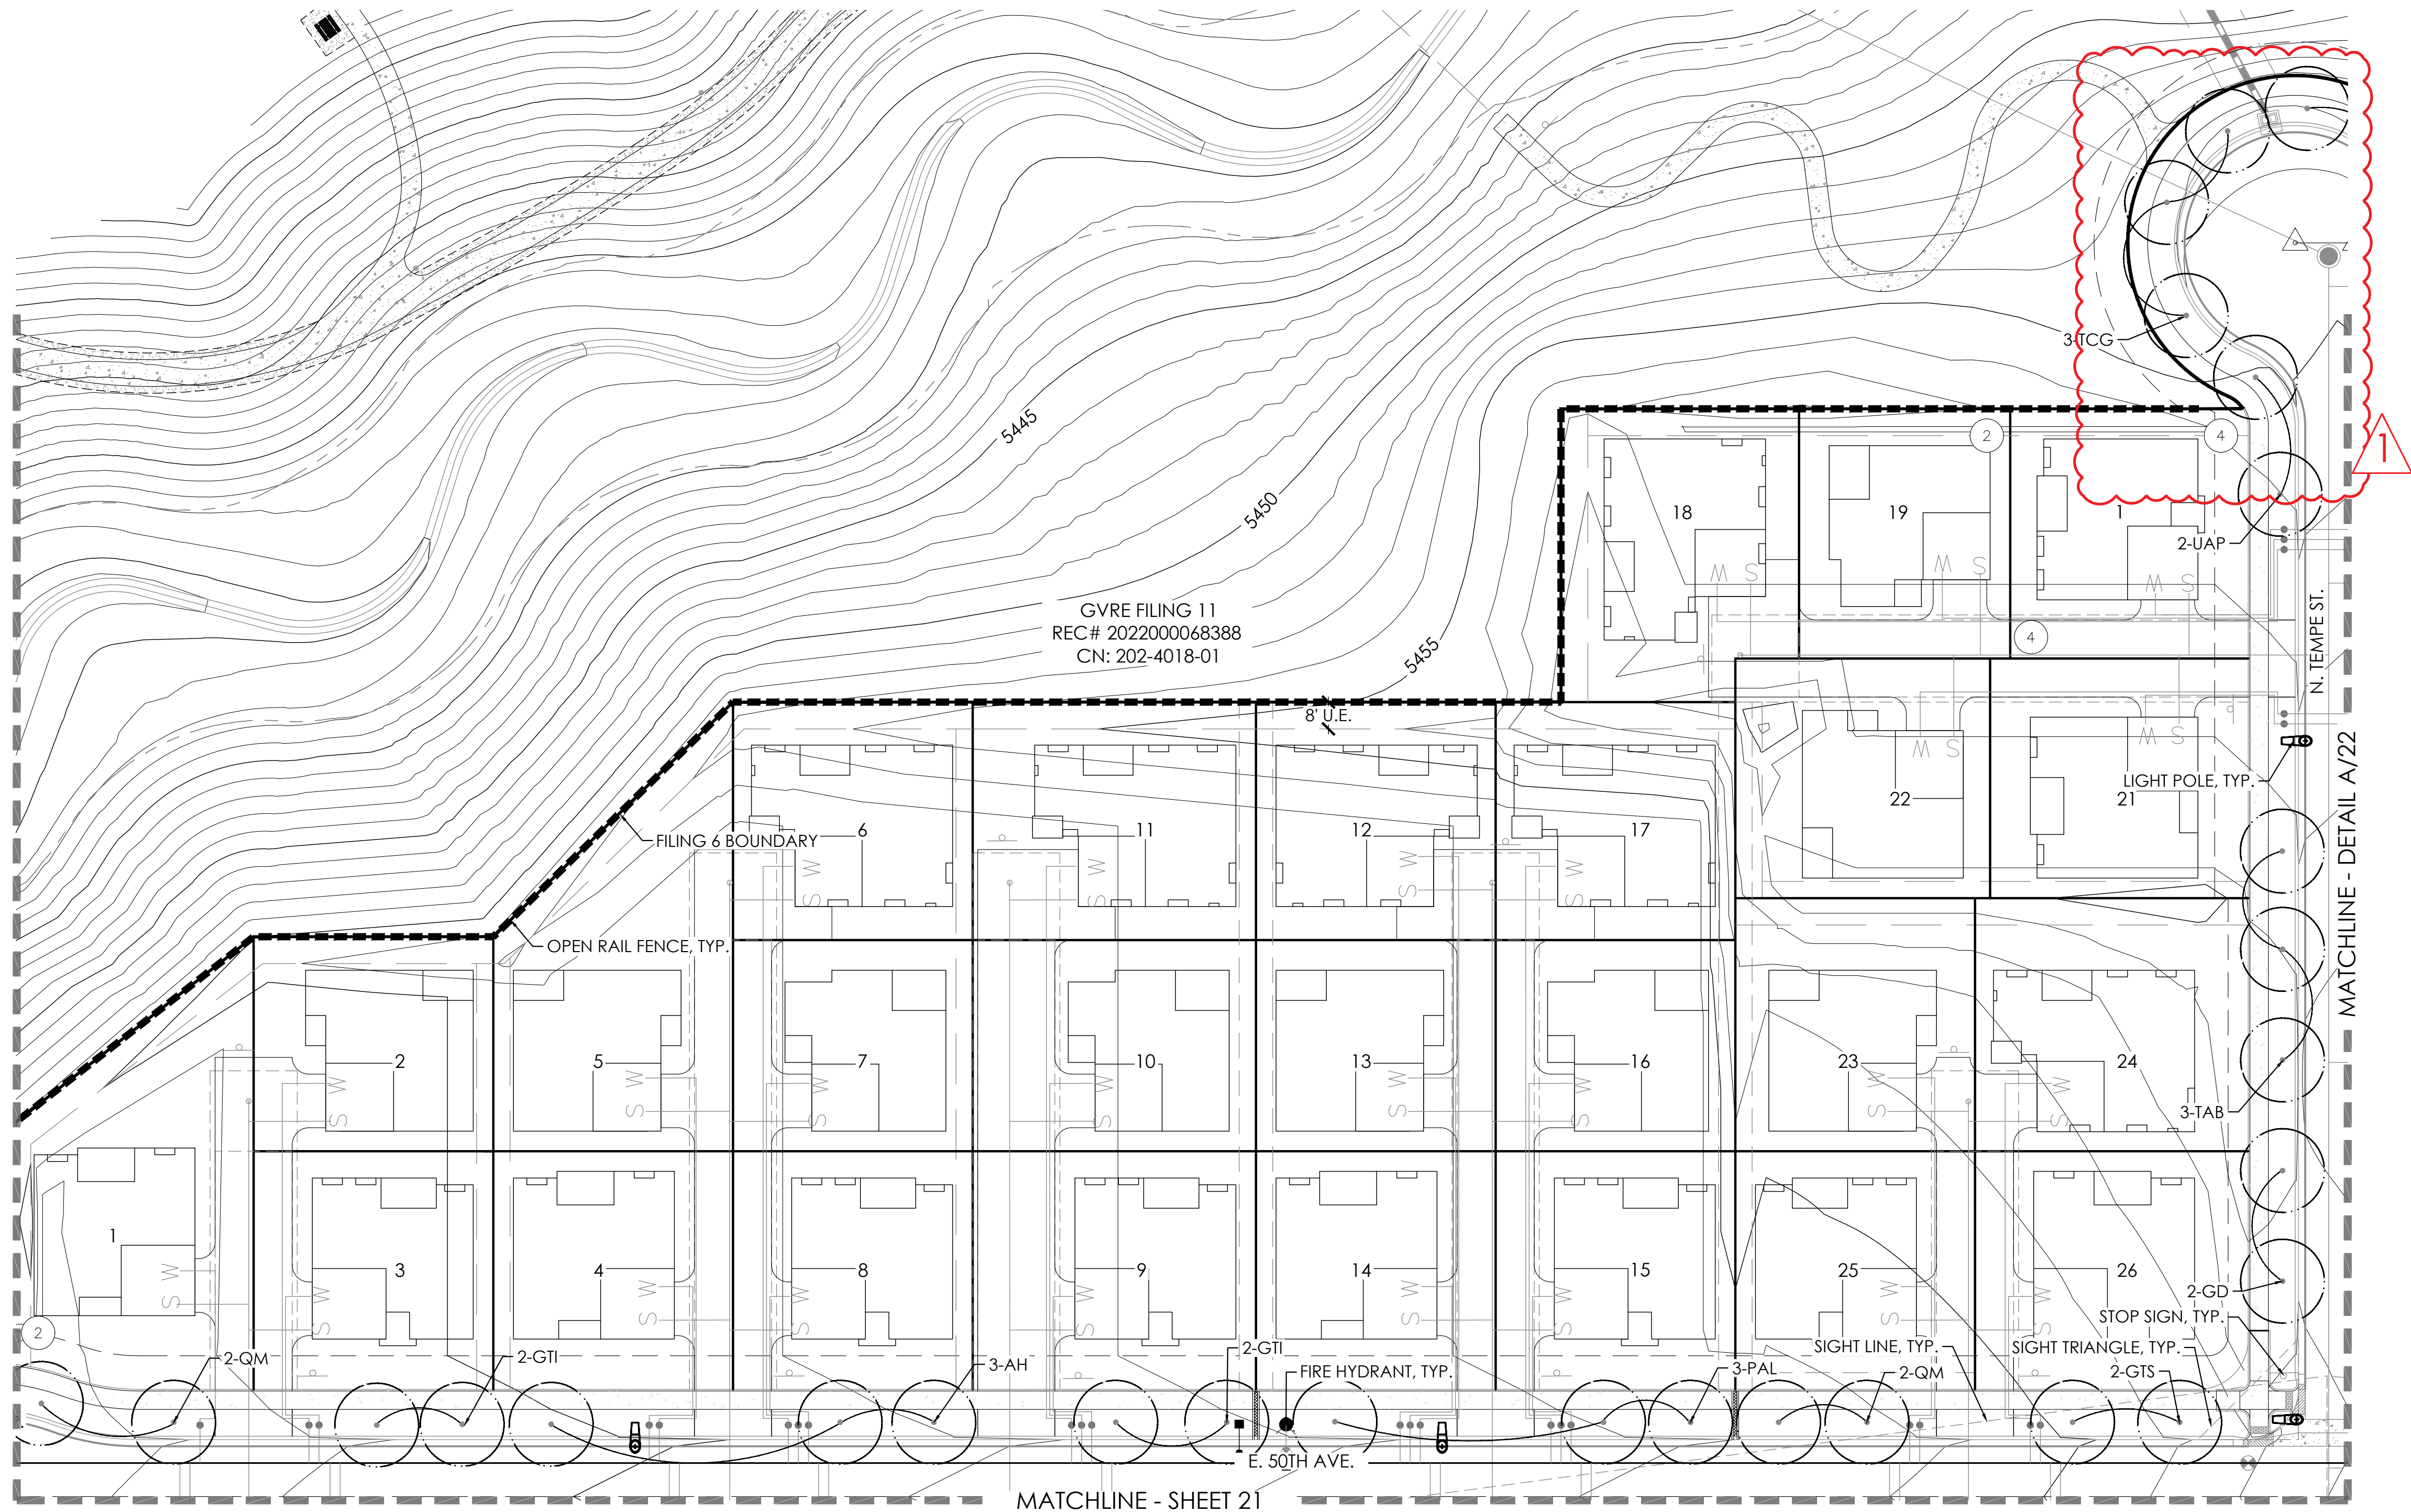 3-TCG
5445
2
4
1
5450
18
19
1
2-UAP
GVRE FILING 11
REC# 2022000068388
CN: 202-4018-01
W S
W S
W S
4
N. TEMPE ST.
5455
8' U.E.
W S
W S
LIGHT POLE, TYP.
22
21
MATCHLINE - DETAIL A/22
FILING 6 BOUNDARY
6
11
12
17
W
S
W
S
W
S
W
S
OPEN RAIL FENCE, TYP.
2
5
7
10
13
16
23
24
W
S
W
S
W
S
W
S
W
S
W
S
W
S
W
S
3-TAB
1
3
4
8
9
14
15
25
26
W
S
W
S
W
S
W
S
W
S
W
S
W
S
W
S
W
S
2-GD
STOP SIGN, TYP.
2
2-QM
2-GTI
3-AH
2-GTI
FIRE HYDRANT, TYP.
3-PAL
SIGHT LINE, TYP.
2-QM
SIGHT TRIANGLE, TYP.
2-GTS
E. 50TH AVE.
MATCHLINE - SHEET 21